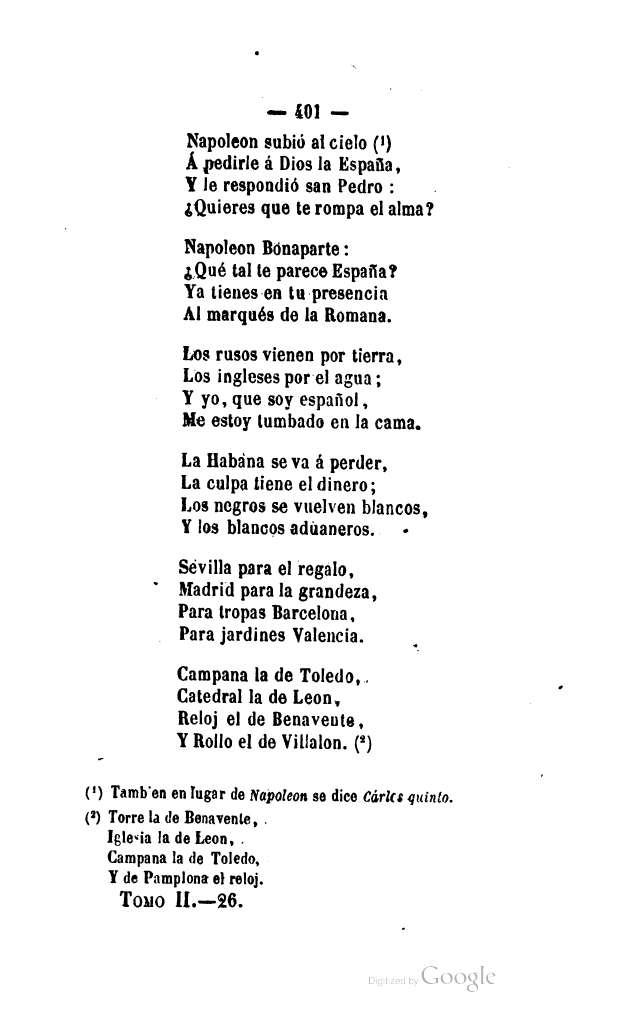 — 401 —
Napoleon subió al cielo (¹)
Á pedirle á Dios la España,
Y le respondió san Pedro :
¿Quieres que te rompa el alma?
Napoleon Bonaparte :
¿Qué tal te parece España?
Ya tienes en tu presencia
Al marqués de la Romana.
Los rusos vienen por tierra,
Los ingleses por el agua ;
Y yo, que soy español,
Me estoy tumbado en la cama.
La Habana se va á perder,
La culpa tiene el dinero ;
Los negros se vuelven blancos,
Y los blancos aduaneros.
Sevilla para el regalo,
Madrid para la grandeza,
Para tropas Barcelona,
Para jardines Valencia.
Campana la de Toledo,
Catedral la de Leon,
Reloj el de Benavente,
Y Rollo el de Villalon. (²)
(¹) Tambien en lugar de Napoleon se dice Cárlos quinto.
(²) Torre la de Benavente,
Iglesia la de Leon,
Campana la de Toledo,
Y de Pamplona el reloj.
TOMO II.—26.
Digitized by Google